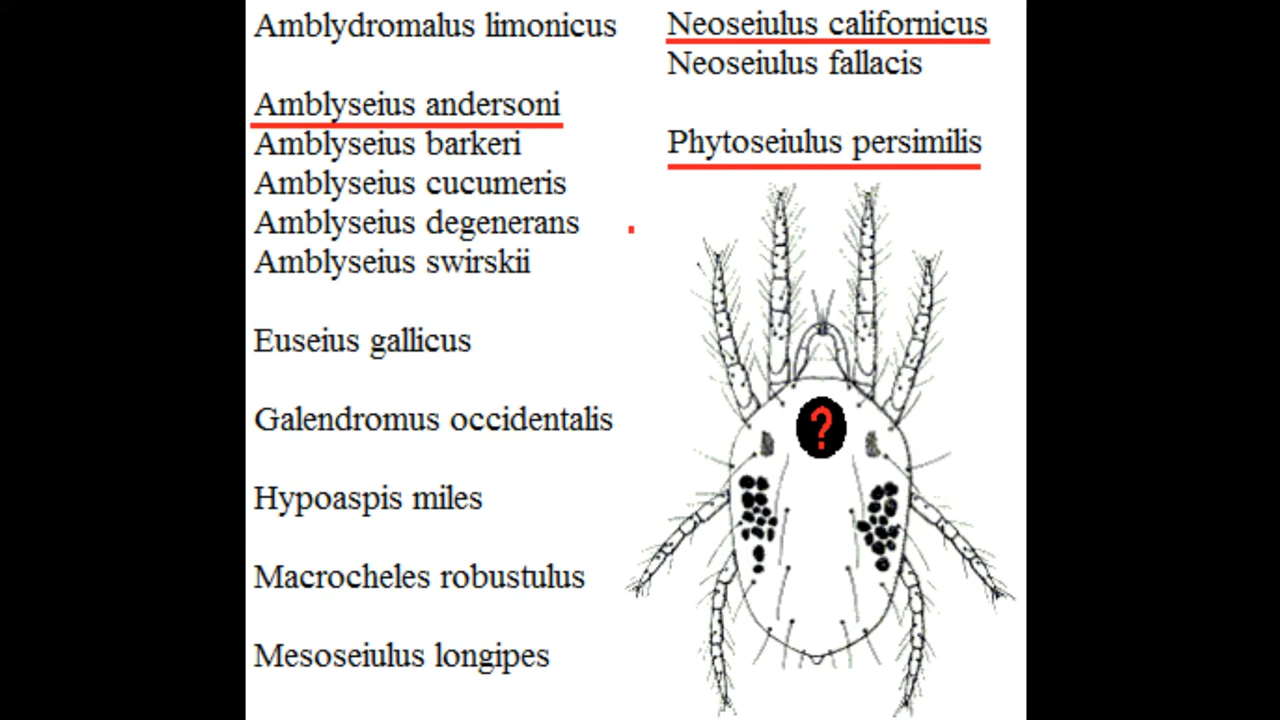 Amblydromalus limonicus
Amblyseius andersoni
Amblyseius barkeri
Amblyseius cucumeris
Amblyseius degenerans
Amblyseius swirskii
Euseius gallicus
Galendromus occidentalis
Hypoaspis miles
Macrocheles robustulus
Mesoseiulus longipes
Neoseiulus californicus
Neoseiulus fallacis
Phytoseiulus persimilis
?